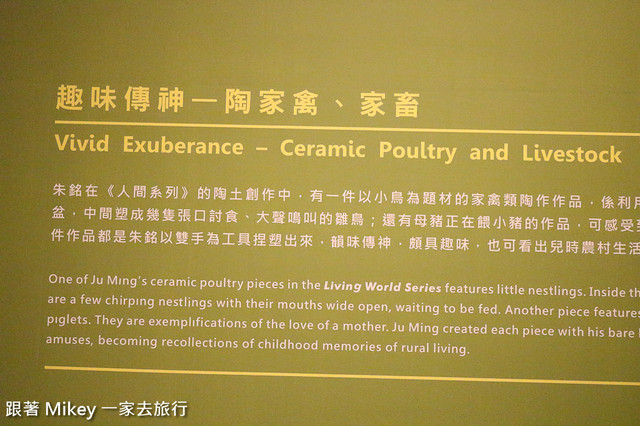 趣味傳神—陶家禽、家畜
Vivid Exuberance – Ceramic Poultry and Livestock
朱銘在《人間系列》的陶土創作中，有一件以小鳥為題材的家禽類陶作作品，係利用
盆，中間塑成幾隻張口討食、大聲鳴叫的雛鳥；還有母豬正在餵小豬的作品，可感受
件作品都是朱銘以雙手為工具捏塑出來，韻味傳神，頗具趣味，也可看出兒時農村生活
One of Ju Ming's ceramic poultry pieces in the Living World Series features little nestlings. Inside
are a few chirping nestlings with their mouths wide open, waiting to be fed. Another piece features
piglets. They are exemplifications of the love of a mother. Ju Ming created each piece with his bare
amuses, becoming recollections of childhood memories of rural living.
跟著 Mikey 一家去旅行